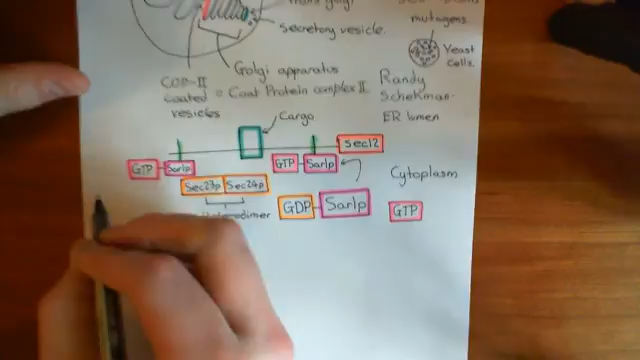 mutagens
Secretory vesicle.
Yeast
cells.
Golgi apparatus
COP-II
coated
vesicles
= Coat Protein complex II
Randy
Schekman
ER lumen
Cargo
Sec12
GTP
Sar1p
GTP
Sar1p
Cytoplasm
Sec23p
Sec24p
GDP
Sar1p
GTP